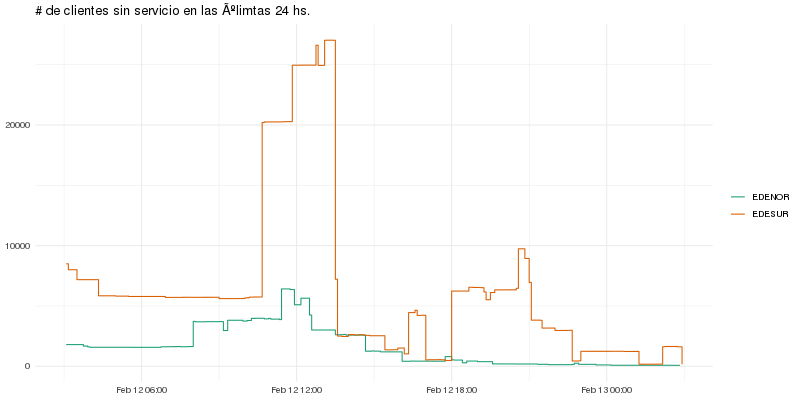 # de clientes sin servicio en las Ãºlimtas 24 hs.
20000
10000
0
EDENOR
EDESUR
Feb 12 06:00
Feb 12 12:00
Feb 12 18:00
Feb 13 00:00